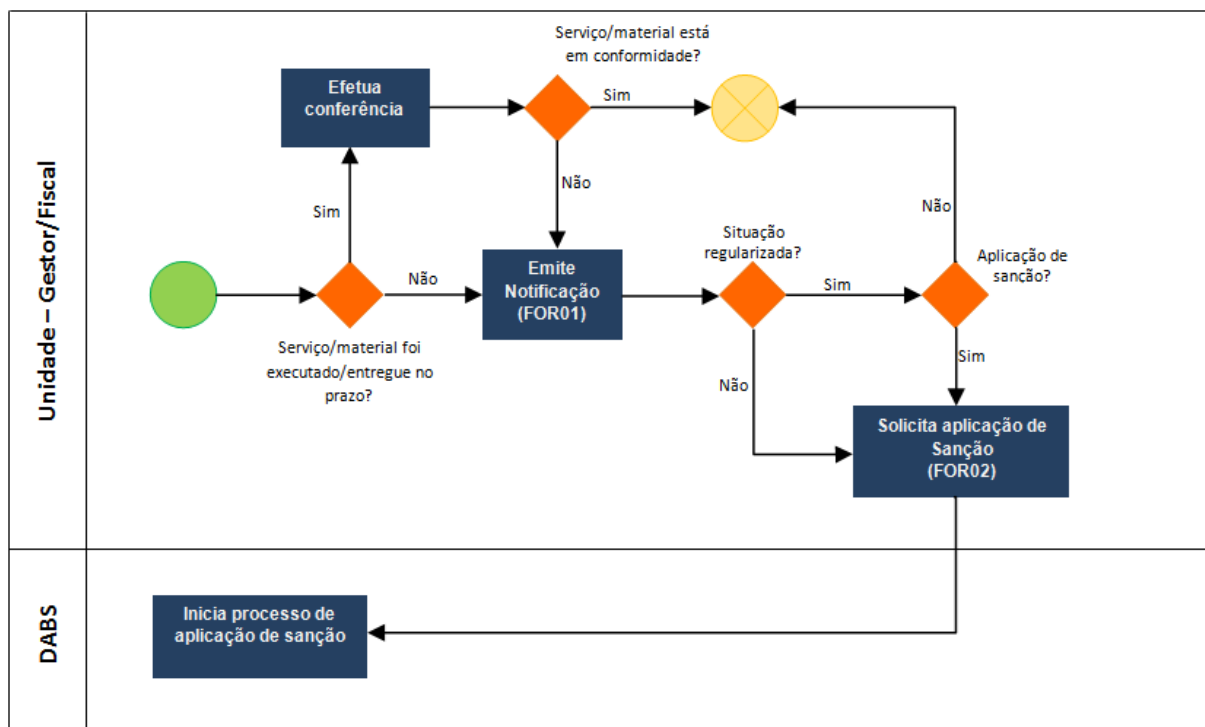 Unidade – Gestor/Fiscal
Serviço/material está
em conformidade?
Efetua
conferência
Sim
Não
Sim
Situação
regularizada?
Não
Aplicação de
sanção?
Não
Emite
Notificação
(FOR01)
Sim
Serviço/material foi
executado/entregue no
prazo?
Sim
Não
Solicita aplicação de
Sanção
(FOR02)
DABS
Inicia processo de
aplicação de sanção